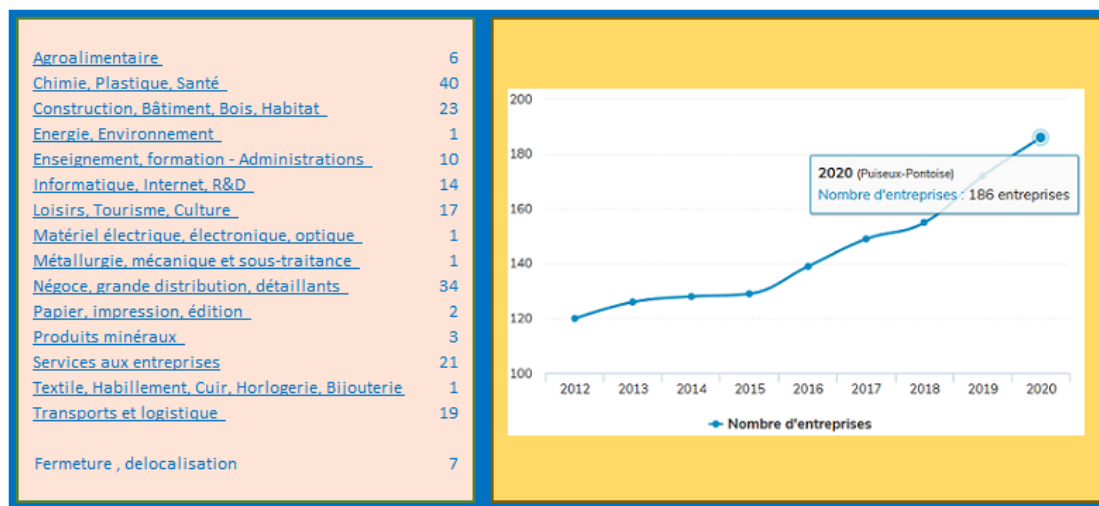 Agroalimentaire 6
Chimie, Plastique, Santé 40
Construction, Bâtiment, Bois, Habitat 23
Energie, Environnement 1
Enseignement, formation - Administrations 10
Informatique, Internet, R&D 14
Loisirs, Tourisme, Culture 17
Matériel électrique, électronique, optique 1
Métallurgie, mécanique et sous-traitance 1
Négoce, grande distribution, détaillants 34
Papier, impression, édition 2
Produits minéraux 3
Services aux entreprises 21
Textile, Habillement, Cuir, Horlogerie, Bijouterie 1
Transports et logistique 19
Fermeture , delocalisation 7
200
180
160
140
120
100
2020 (Puiseux-Pontoise)
Nombre d'entreprises : 186 entreprises
2012 2013 2014 2015 2016 2017 2018 2019 2020
Nombre d'entreprises